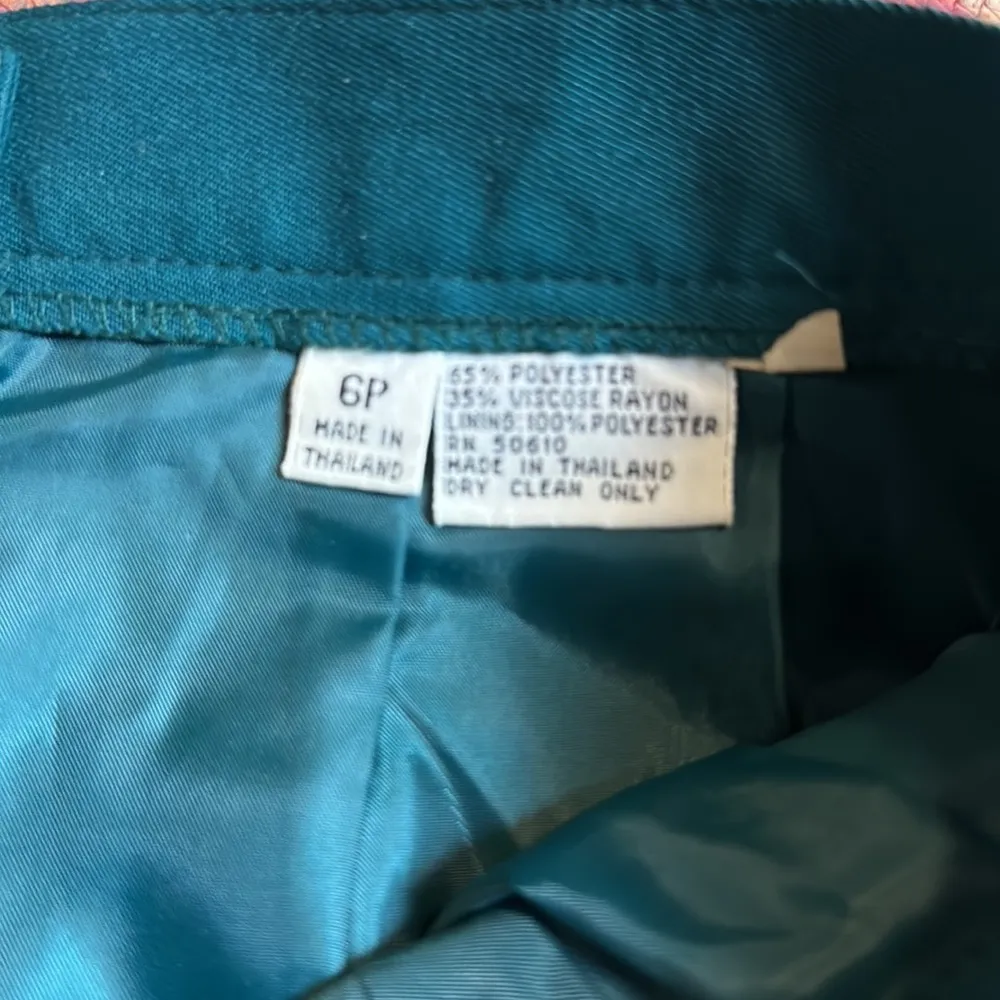 6P
MADE IN
THAILAND
65% POLYESTER
35% VISCOSE RAYON
LINING: 100% POLYESTER
RN 50610
MADE IN THAILAND
DRY CLEAN ONLY